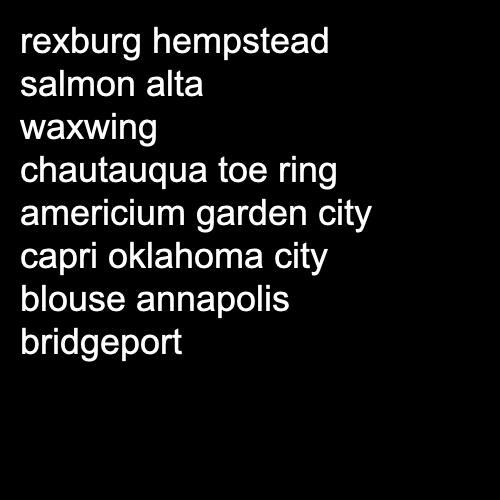 rexburg hempstead
salmon alta
waxwing
chautauqua toe ring
americium garden city
capri oklahoma city
blouse annapolis
bridgeport